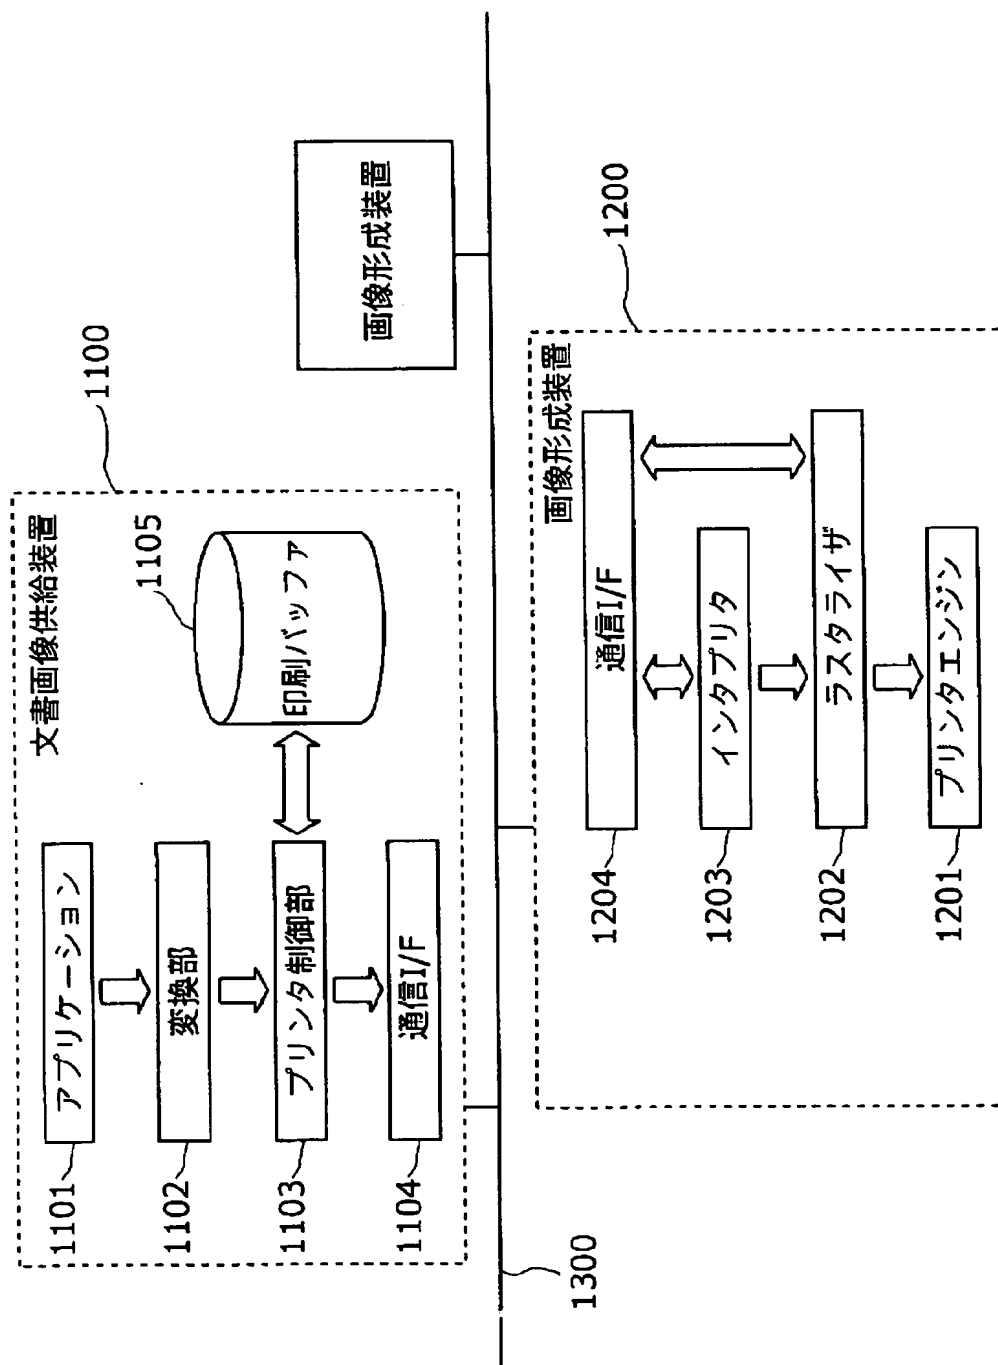 1100
文書画像供給装置
1101
アプリケーション
1102
変換部
1103
プリンタ制御部
1104
通信I/F
1105
印刷バッファ
画像形成装置
1300
1200
画像形成装置
1204
通信I/F
1203
インタプリタ
1202
ラスタライザ
1201
プリンタエンジン